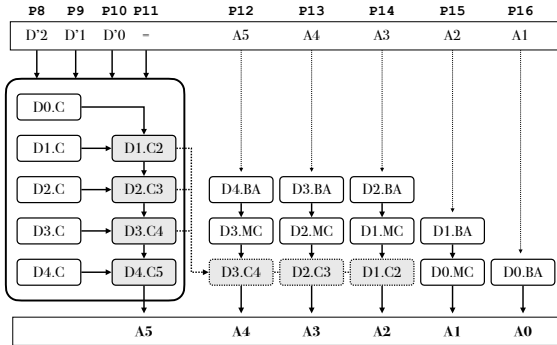 P8 P9 P10 P11 P12 P13 P14 P15 P16
D'2 D'1 D'0 = A5 A4 A3 A2 A1
D0.C
D1.C D1.C2
D2.C D2.C3 D4.BA D3.BA D2.BA
D3.C D3.C4 D3.MC D2.MC D1.MC D1.BA
D4.C D4.C5 D3.C4 D2.C3 D1.C2 D0.MC D0.BA
A5 A4 A3 A2 A1 A0